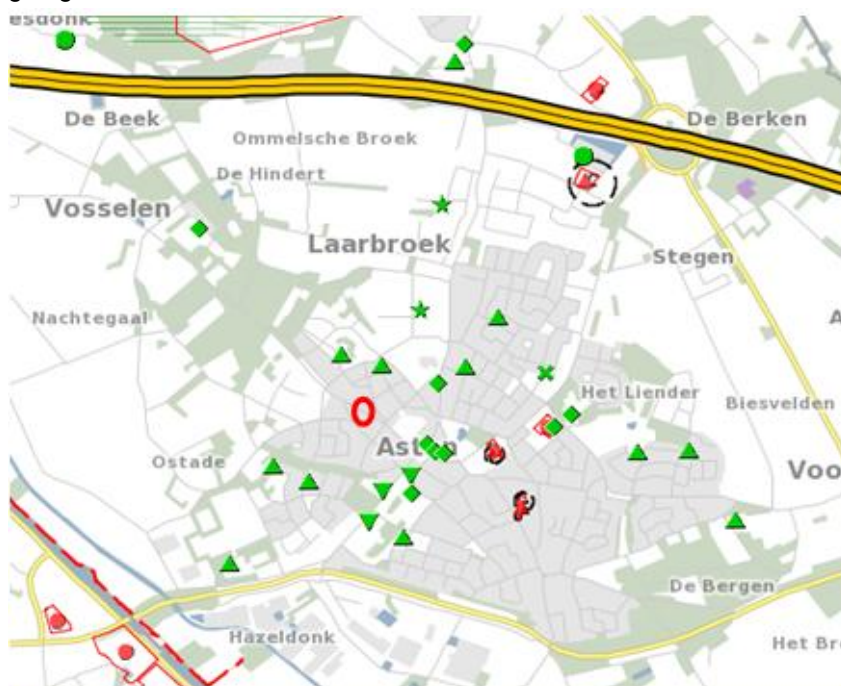 esdonk
De Beek
De Berken
Ommelsche Broek
De Hindert
Vosselen
Laarbroek
Stegen
Nachtegaal
A
Het Liender
Biesvelden
Asten
Ostade
Voo
De Bergen
Hazeldonk
Het Br